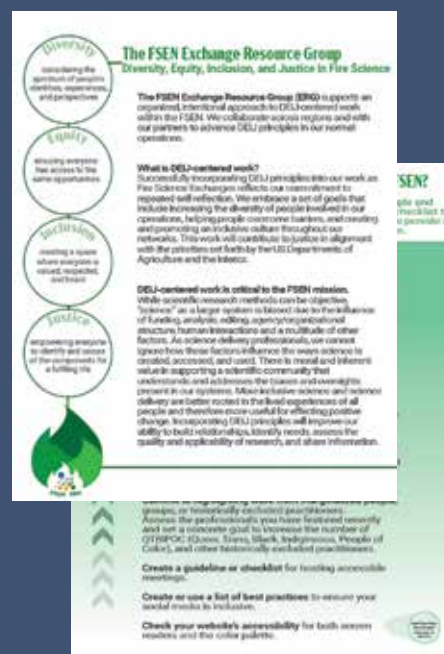 Diversity
considering the
spectrum of people's
identities, experiences,
and perspectives
Equity
ensuring everyone
has access to the
same opportunities
Inclusion
creating a space
where everyone is
valued, respected,
and heard
Justice
empowering everyone
to identify and access
of the components for
a fulfilling life
The FSEN Exchange Resource Group
Diversity, Equity, Inclusion, and Justice in Fire Science
The FSEN Exchange Resource Group (ERG) supports an
organized, intentional approach to DEIJ-centered work
within the FSEN. We collaborate across regions and with
our partners to advance DEIJ principles in our normal
operations.
What is DEIJ-centered work?
Successfully incorporating DEIJ principles into our work as
Fire Science Exchanges reflects our commitment to
repeated self-reflection. We embrace a set of goals that
include increasing the diversity of people involved in our
operations, helping people overcome barriers, and creating
and promoting an inclusive culture throughout our
networks. This work will contribute to justice in alignment
with the priorities set forth by the US Departments of
Agriculture and the Interior.
DEIJ-centered work is critical to the FSEN mission.
While scientific research methods can be objective,
"science" as a larger system is biased due to the influence
of funding, analysis, editing, agency/organizational
structure, human interactions and a multitude of other
factors. As science delivery professionals, we cannot
ignore how those factors influence the ways science is
created, accessed, and used. There is moral and inherent
value in supporting a scientific community that
understands and addresses the biases and oversights
present in our systems. More inclusive science and science
delivery are better rooted in the lived experiences of all
people and therefore more useful for effecting positive
change. Incorporating DEIJ principles will improve our
ability to build relationships, identify needs, assess the
quality and applicability of research, and share information.
FSEN?
and
checklist
provide
groups, or historically excluded practitioners.
Assess the professionals you have featured recently
and set a concrete goal to increase the number of
QTBIPOC (Queer, Trans, Black, Indigenous, People of
Color), and other historically excluded practitioners.
Create a guideline or checklist for hosting accessible
meetings.
Create or use a list of best practices to ensure your
social media is inclusive.
Check your website's accessibility for both screen
readers and the color palette.